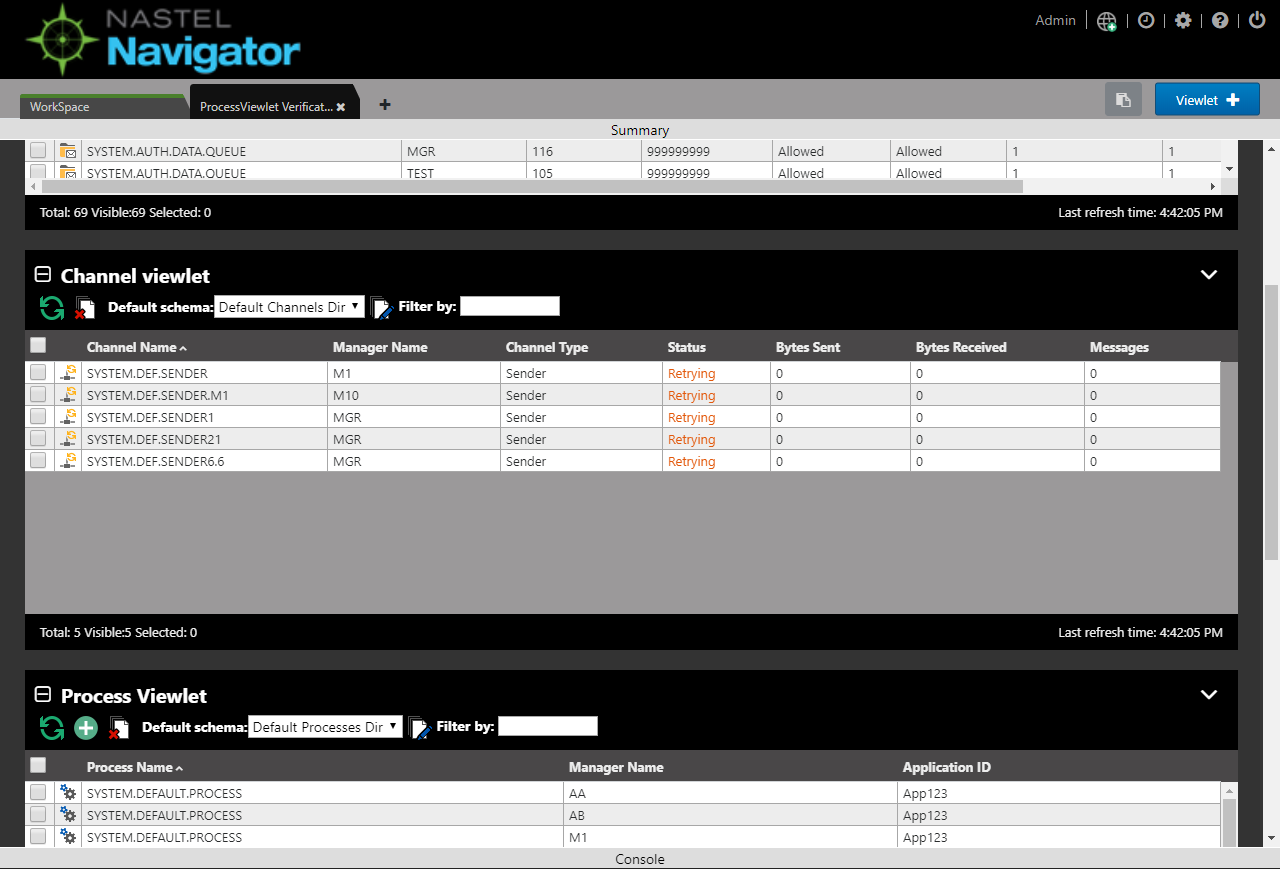 NASTEL
Navigator
Admin
WorkSpace ProcessViewlet Verificat... Viewlet
Summary
SYSTEM.AUTH.DATA.QUEUE MGR 116 999999999 Allowed Allowed 1 1
SYSTEM.AUTH.DATA.QUEUE TEST 105 999999999 Allowed Allowed 1 1
Total: 69 Visible:69 Selected: 0 Last refresh time: 4:42:05 PM
Channel viewlet
Default schema: Default Channels Dir Filter by:
Channel Name Manager Name Channel Type Status Bytes Sent Bytes Received Messages
SYSTEM.DEF.SENDER M1 Sender Retrying 0 0 0
SYSTEM.DEF.SENDER.M1 M10 Sender Retrying 0 0 0
SYSTEM.DEF.SENDER1 MGR Sender Retrying 0 0 0
SYSTEM.DEF.SENDER21 MGR Sender Retrying 0 0 0
SYSTEM.DEF.SENDER6.6 MGR Sender Retrying 0 0 0
Total: 5 Visible:5 Selected: 0 Last refresh time: 4:42:05 PM
Process Viewlet
Default schema: Default Processes Dir Filter by:
Process Name Manager Name Application ID
SYSTEM.DEFAULT.PROCESS AA App123
SYSTEM.DEFAULT.PROCESS AB App123
SYSTEM.DEFAULT.PROCESS M1 App123
Console